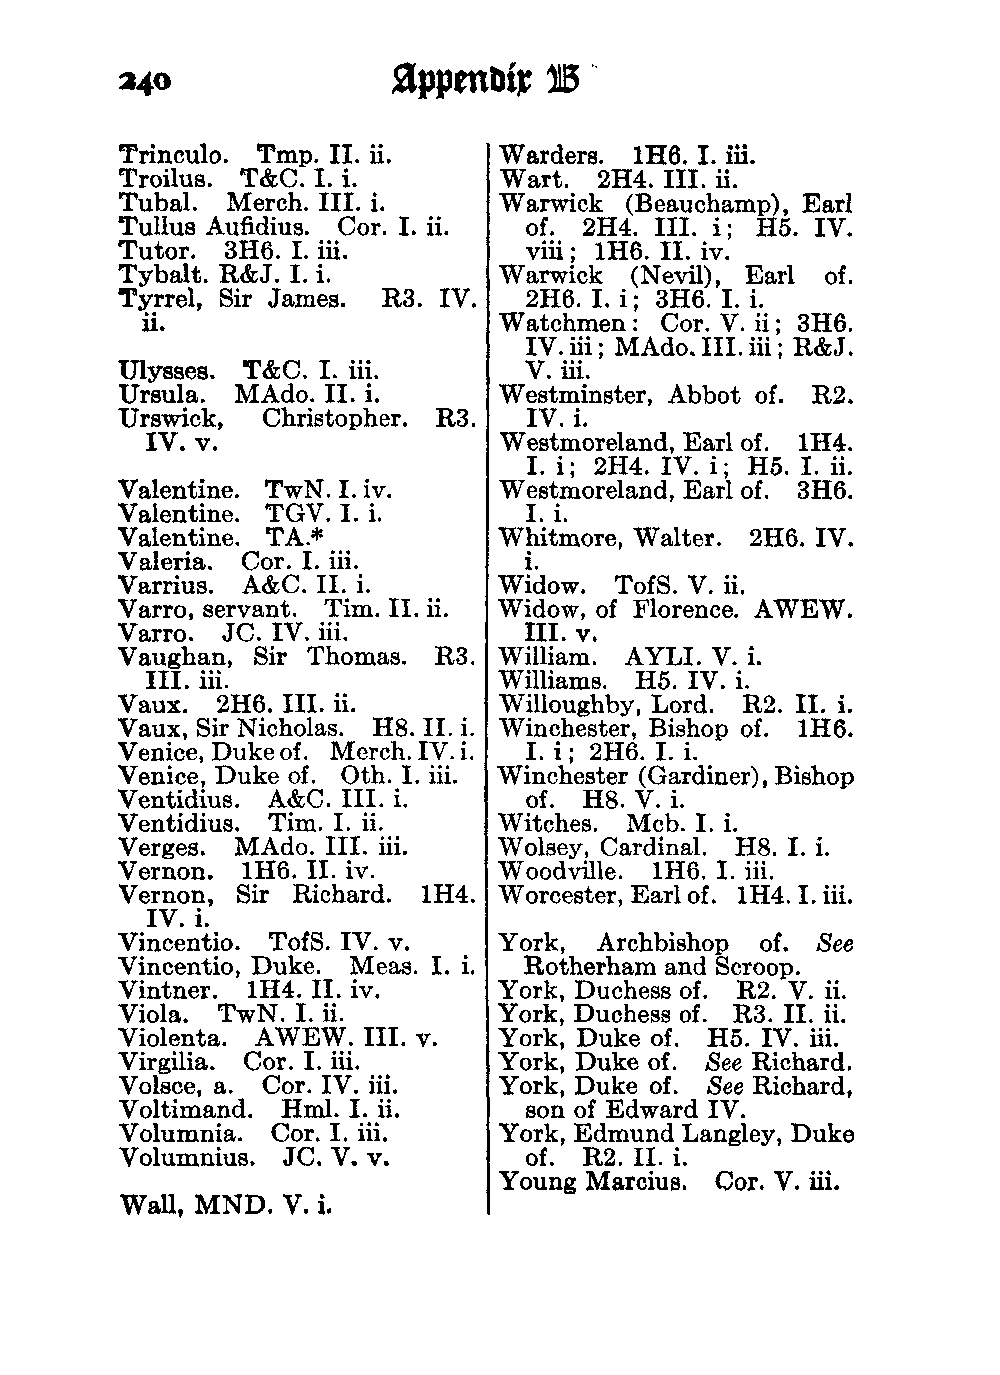 240
Appendix B
Trinculo. Tmp. II. ii.
Troilus. T&C. I. i.
Tubal. Merch. III. i.
Tullus Aufidius. Cor. I. ii.
Tutor. 3H6. I. iii.
Tybalt. R&J. I. i.
Tyrrel, Sir James. R3. IV.
ii.
Ulysses. T&C. I. iii.
Ursula. MAdo. II. i.
Urswick, Christopher. R3.
IV. v.
Valentine. TwN. I. iv.
Valentine. TGV. I. i.
Valentine. TA.*
Valeria. Cor. I. iii.
Varrius. A&C. II. i.
Varro, servant. Tim. II. ii.
Varro. JC. IV. iii.
Vaughan, Sir Thomas. R3.
III. iii.
Vaux. 2H6. III. ii.
Vaux, Sir Nicholas. H8. II. i.
Venice, Duke of. Merch. IV. i.
Venice, Duke of. Oth. I. iii.
Ventidius. A&C. III. i.
Ventidius. Tim. I. ii.
Verges. MAdo. III. iii.
Vernon. 1H6. II. iv.
Vernon, Sir Richard. 1H4.
IV. i.
Vincentio. TofS. IV. v.
Vincentio, Duke. Meas. I. i.
Vintner. 1H4. II. iv.
Viola. TwN. I. ii.
Violenta. AWEW. III. v.
Virgilia. Cor. I. iii.
Volsce, a. Cor. IV. iii.
Voltimand. Hml. I. ii.
Volumnia. Cor. I. iii.
Volumnius. JC. V. v.
Wall, MND. V. i.
Warders. 1H6. I. iii.
Wart. 2H4. III. ii.
Warwick (Beauchamp), Earl
of. 2H4. III. i; H5. IV.
viii; 1H6. II. iv.
Warwick (Nevil), Earl of.
2H6. I. i; 3H6. I. i.
Watchmen: Cor. V. ii; 3H6.
IV. iii; MAdo. III. iii; R&J.
V. iii.
Westminster, Abbot of. R2.
IV. i.
Westmoreland, Earl of. 1H4.
I. i; 2H4. IV. i; H5. I. ii.
Westmoreland, Earl of. 3H6.
I. i.
Whitmore, Walter. 2H6. IV.
i.
Widow. TofS. V. ii.
Widow, of Florence. AWEW.
III. v.
William. AYLI. V. i.
Williams. H5. IV. i.
Willoughby, Lord. R2. II. i.
Winchester, Bishop of. 1H6.
I. i; 2H6. I. i.
Winchester (Gardiner), Bishop
of. H8. V. i.
Witches. Mcb. I. i.
Wolsey, Cardinal. H8. I. i.
Woodville. 1H6. I. iii.
Worcester, Earl of. 1H4. I. iii.
York, Archbishop of. See
Rotherham and Scroop.
York, Duchess of. R2. V. ii.
York, Duchess of. R3. II. ii.
York, Duke of. H5. IV. iii.
York, Duke of. See Richard.
York, Duke of. See Richard,
son of Edward IV.
York, Edmund Langley, Duke
of. R2. II. i.
Young Marcius. Cor. V. iii.